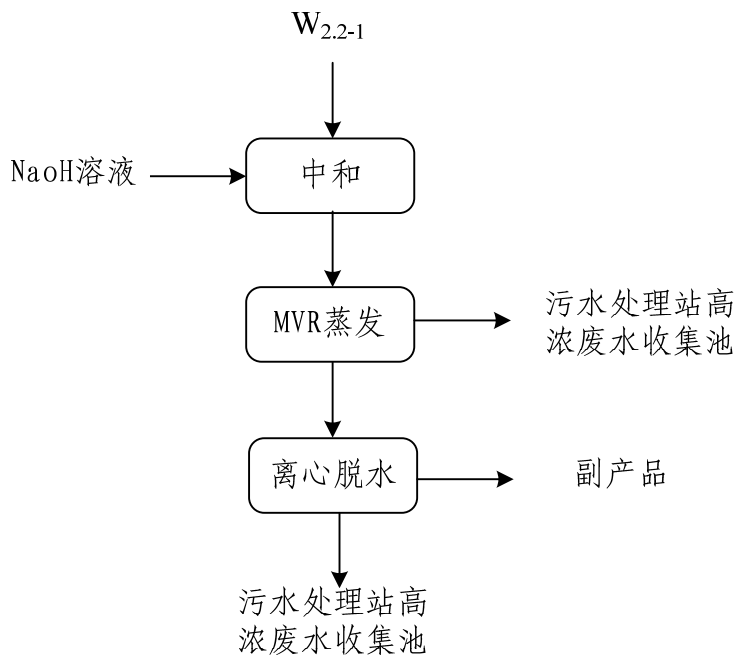 W2.2-1
NaoH溶液
中和
MVR蒸发
污水处理站高
浓废水收集池
离心脱水
副产品
污水处理站高
浓废水收集池